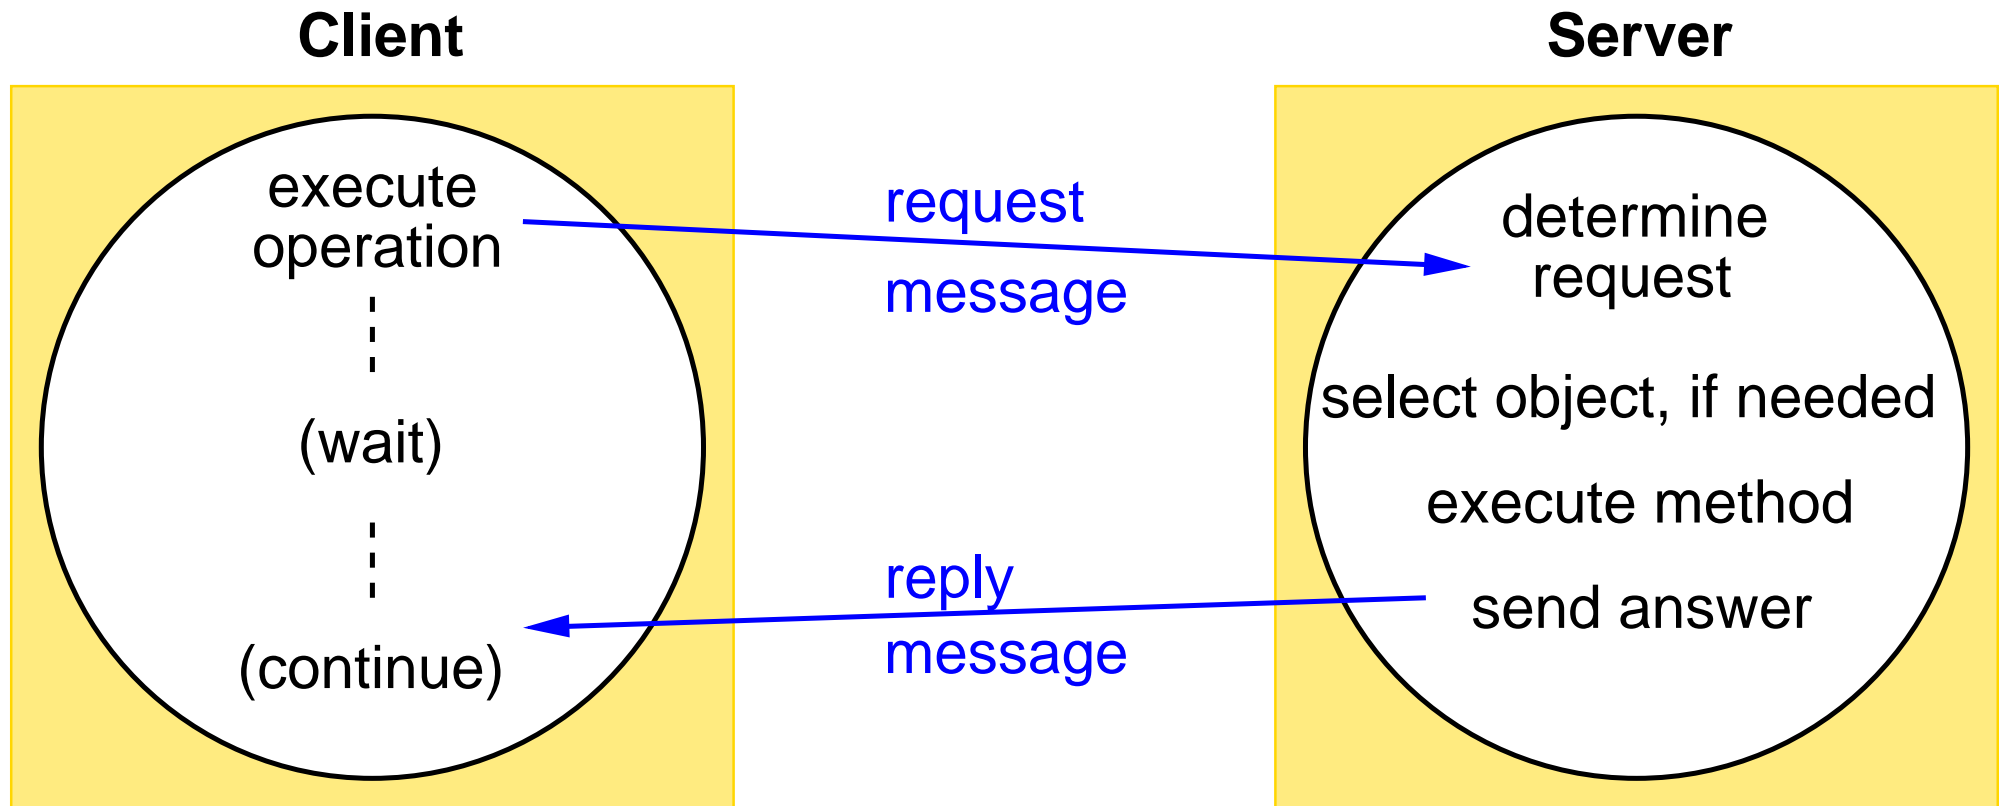 Client
Server
execute
operation
(wait)
(continue)
request
message
reply
message
determine
request
select object, if needed
execute method
send answer